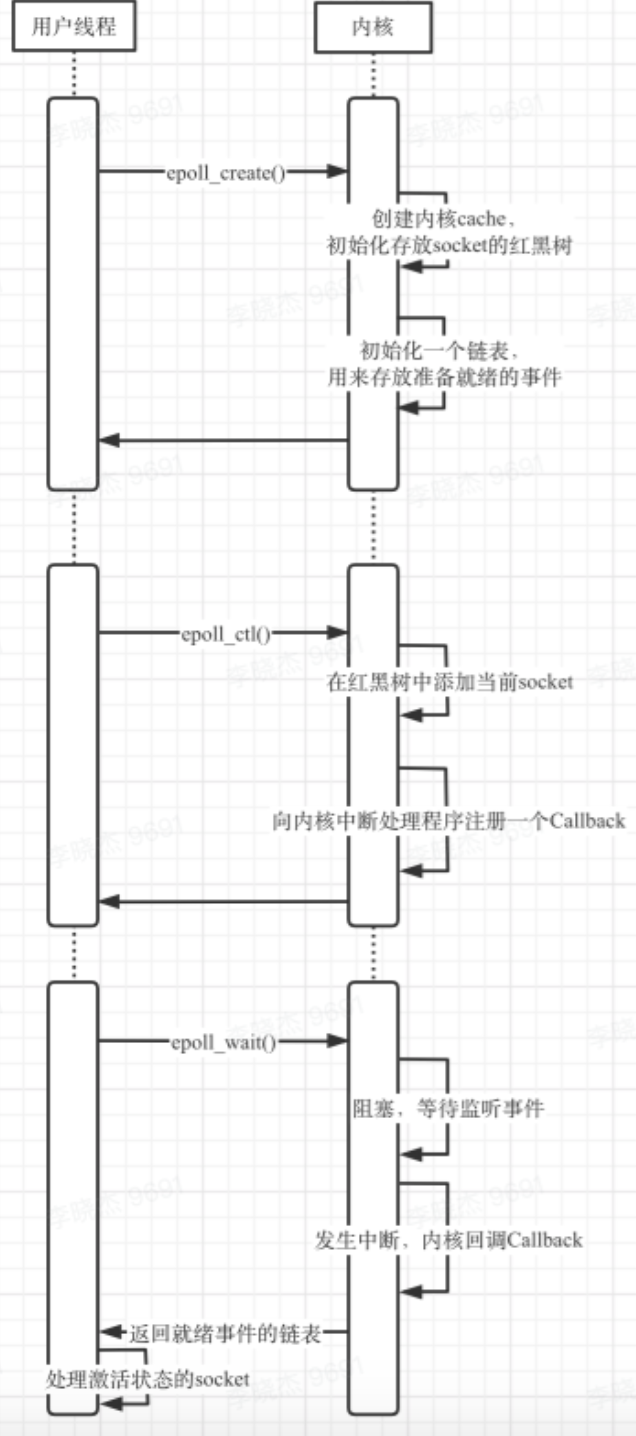 用户线程
内核
epoll_create()
创建内核cache，
初始化存放socket的红黑树
初始化一个链表，
用来存放准备就绪的事件
epoll_ctl()
在红黑树中添加当前socket
向内核中断处理程序注册一个Callback
epoll_wait()
阻塞，等待监听事件
发生中断，内核回调Callback
返回就绪事件的链表
处理激活状态的socket
李晓杰 9691